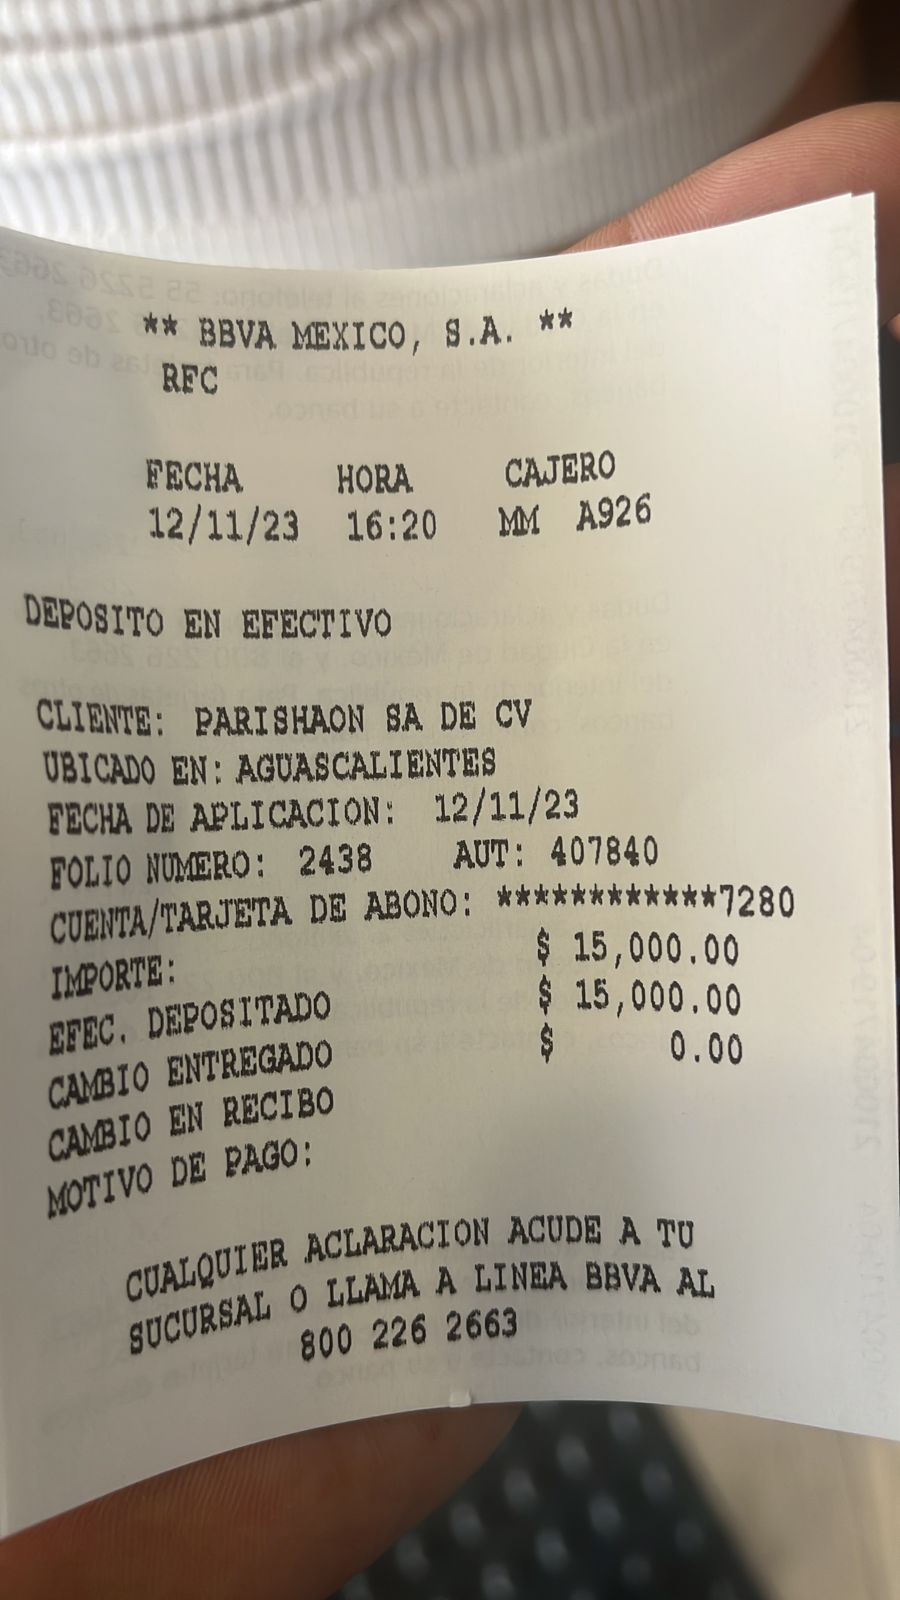 ** BBVA MEXICO, S.A. **
RFC
FECHA HORA CAJERO
12/11/23 16:20 MM A926
DEPOSITO EN EFECTIVO
CLIENTE: PARISHAON SA DE CV
UBICADO EN: AGUASCALIENTES
FECHA DE APLICACION: 12/11/23
FOLIO NUMERO: 2438 AUT: 407840
CUENTA/TARJETA DE ABONO: ************7280
IMPORTE: $ 15,000.00
EFEC. DEPOSITADO $ 15,000.00
CAMBIO ENTREGADO $ 0.00
CAMBIO EN RECIBO
MOTIVO DE PAGO:
CUALQUIER ACLARACION ACUDE A TU
SUCURSAL O LLAMA A LINEA BBVA AL
800 226 2663